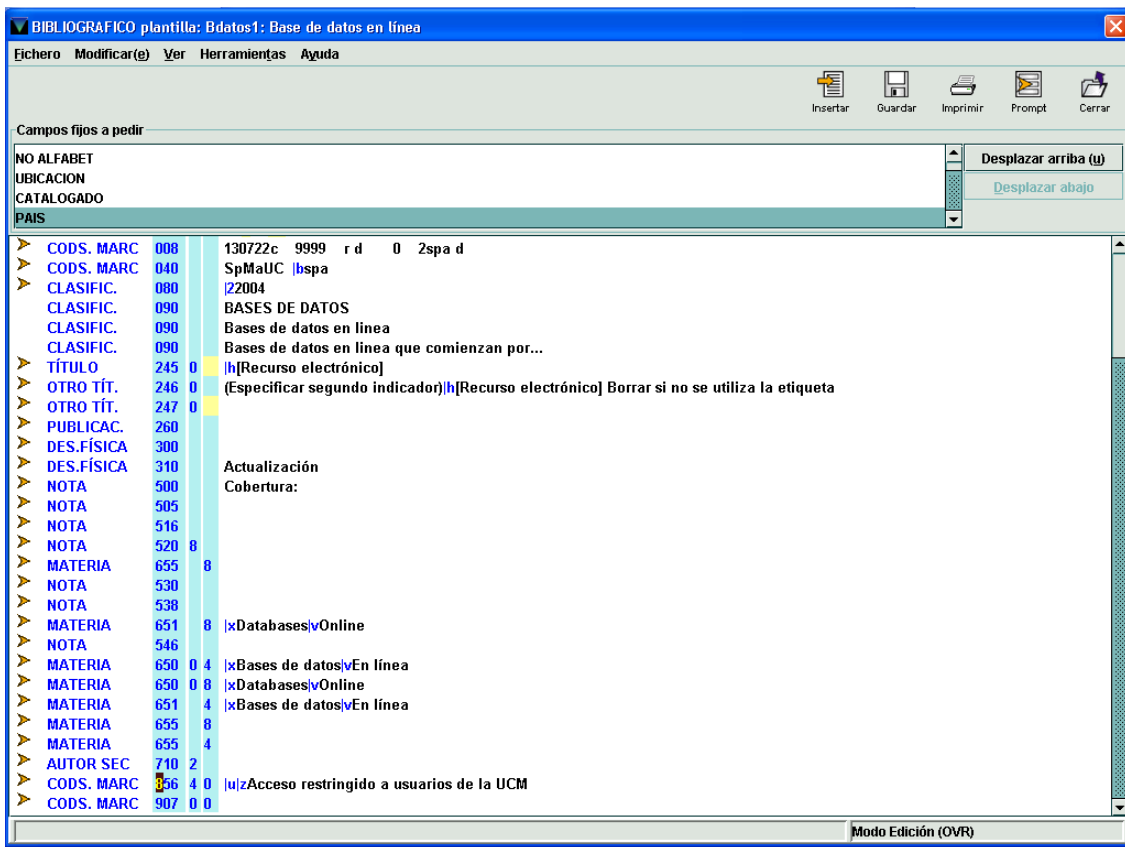 BIBLIOGRAFICO plantilla: Bdatos1: Base de datos en línea
Fichero Modificar(e) Ver Herramientas Ayuda
Insertar Guardar Imprimir Prompt Cerrar
Campos fijos a pedir
NO ALFABET
UBICACION
CATALOGADO
PAIS
Desplazar arriba (u)
Desplazar abajo
CODS. MARC 008 130722c 9999 r d 0 2spa d
CODS. MARC 040 SpMaUC |bspa
CLASIFIC. 080 |22004
CLASIFIC. 090 BASES DE DATOS
CLASIFIC. 090 Bases de datos en linea
CLASIFIC. 090 Bases de datos en linea que comienzan por...
TÍTULO 245 0 |h[Recurso electrónico]
OTRO TÍT. 246 0 (Especificar segundo indicador)|h[Recurso electrónico] Borrar si no se utiliza la etiqueta
OTRO TÍT. 247 0
PUBLICAC. 260
DES.FÍSICA 300
DES.FÍSICA 310 Actualización
NOTA 500 Cobertura:
NOTA 505
NOTA 516
NOTA 520 8
MATERIA 655 8
NOTA 530
NOTA 538
MATERIA 651 8 |xDatabases|vOnline
NOTA 546
MATERIA 650 0 4 |xBases de datos|vEn línea
MATERIA 650 0 8 |xDatabases|vOnline
MATERIA 651 4 |xBases de datos|vEn línea
MATERIA 655 8
MATERIA 655 4
AUTOR SEC 710 2
CODS. MARC 856 4 0 |u|zAcceso restringido a usuarios de la UCM
CODS. MARC 907 0 0
Modo Edición (OVR)